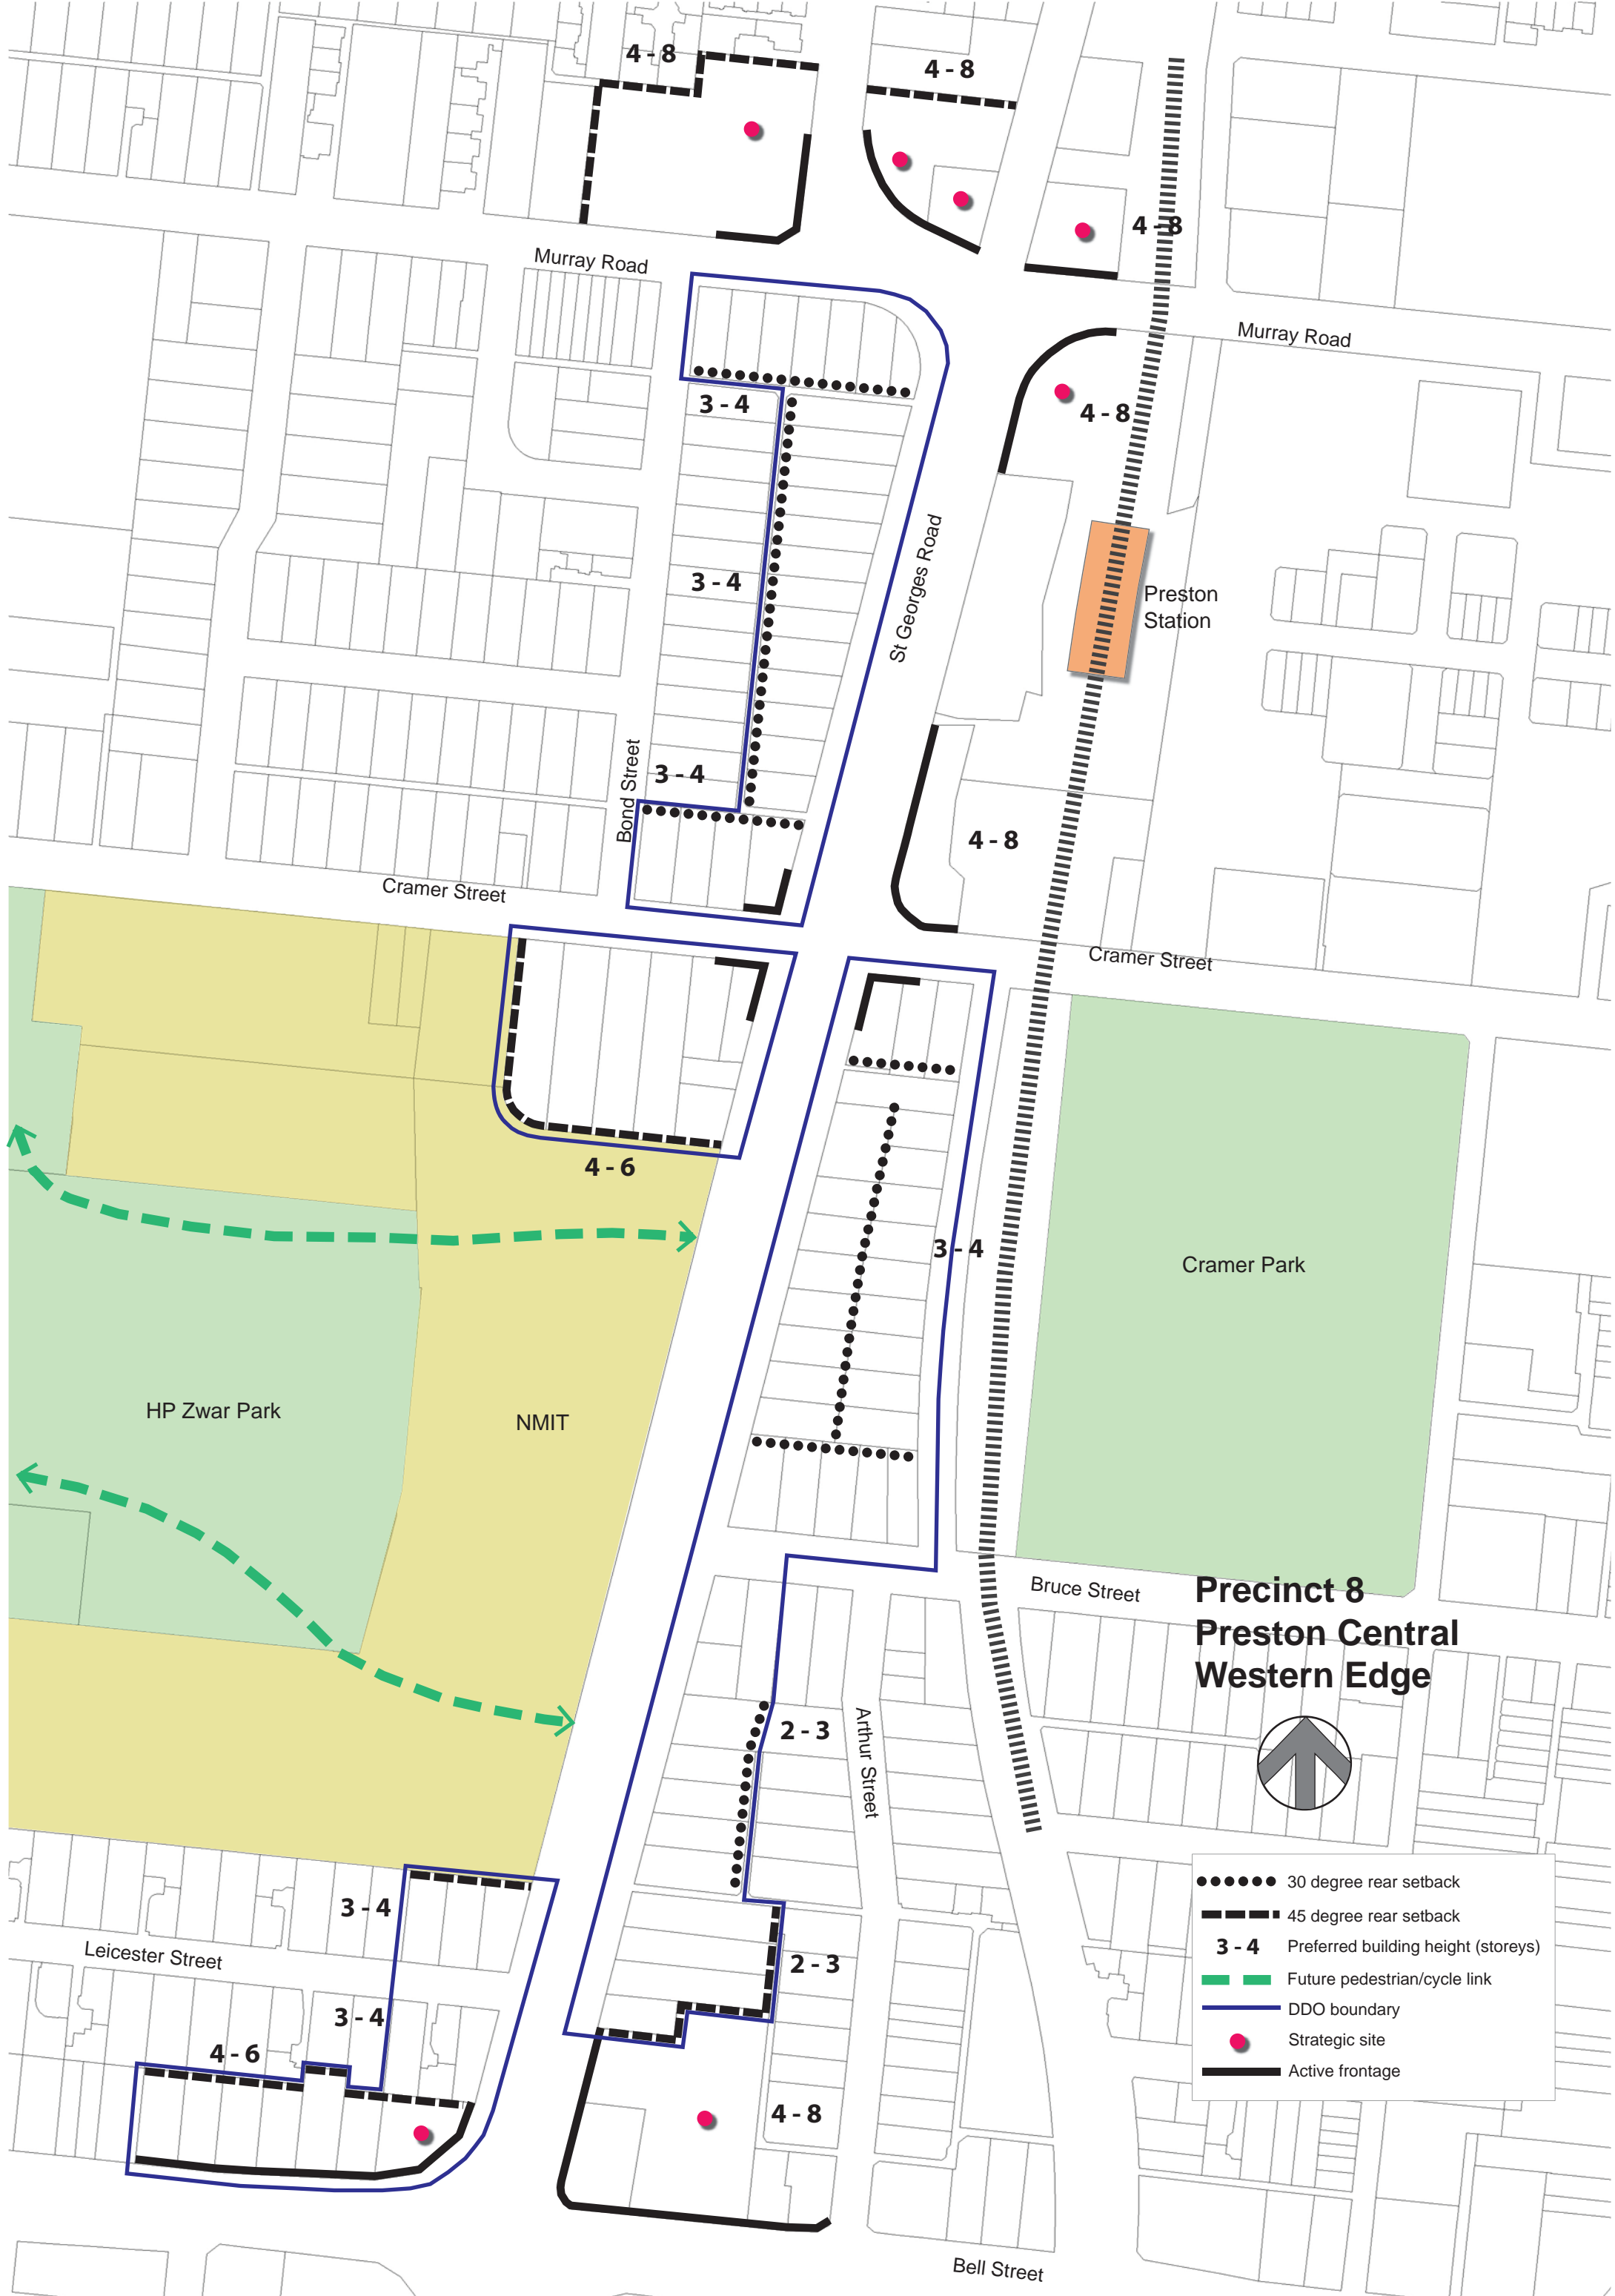 4 - 8
4 - 8
4 - 8
Murray Road
Murray Road
3 - 4
4 - 8
3 - 4
St Georges Road
Preston
Station
3 - 4
Bond Street
4 - 8
Cramer Street
Cramer Street
4 - 6
3 - 4
Cramer Park
HP Zwar Park
NMIT
Bruce Street
Precinct 8
Preston Central
Western Edge
2 - 3
Arthur Street
30 degree rear setback
45 degree rear setback
3 - 4 Preferred building height (storeys)
Future pedestrian/cycle link
DDO boundary
Strategic site
Active frontage
3 - 4
Leicester Street
2 - 3
3 - 4
4 - 6
4 - 8
Bell Street